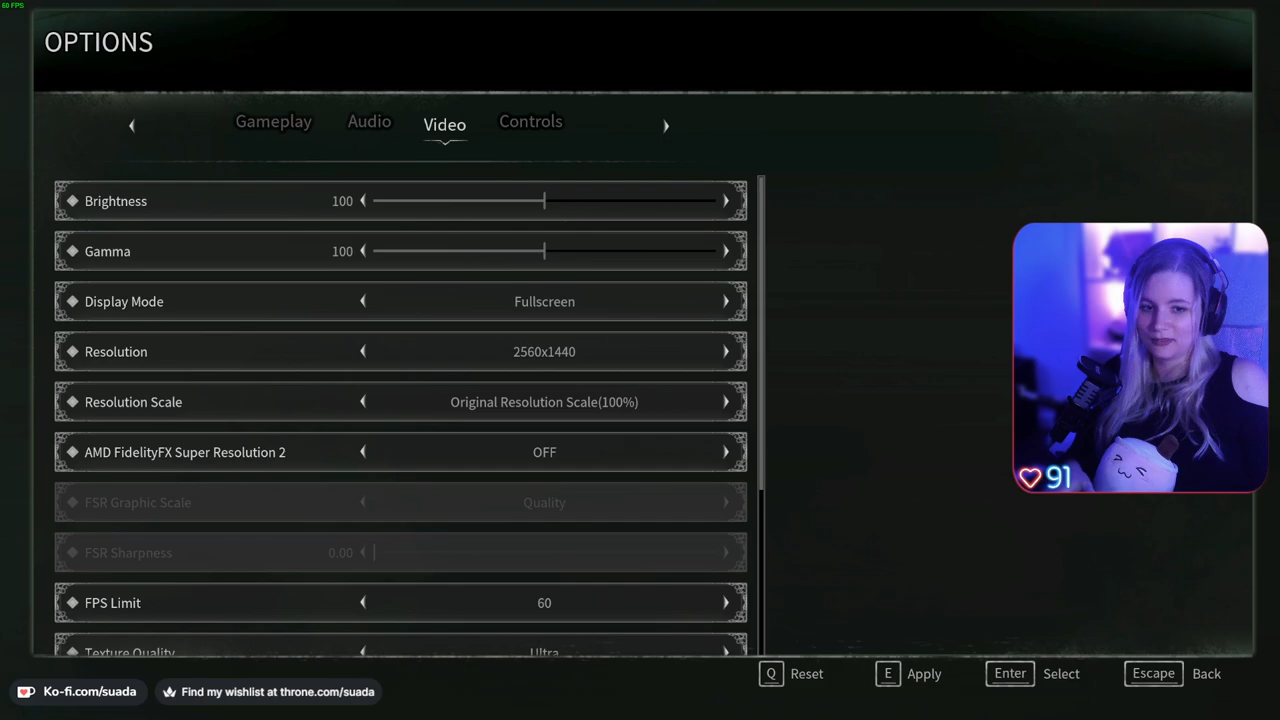 60 FPS
OPTIONS
Gameplay Audio Video Controls
Brightness 100
Gamma 100
Display Mode Fullscreen
Resolution 2560x1440
Resolution Scale Original Resolution Scale(100%)
AMD FidelityFX Super Resolution 2 OFF
FSR Graphic Scale Quality
FSR Sharpness 0.00
FPS Limit 60
Texture Quality Ultra
91
Q Reset E Apply Enter Select Escape Back
Ko-fi.com/suada Find my wishlist at throne.com/suada